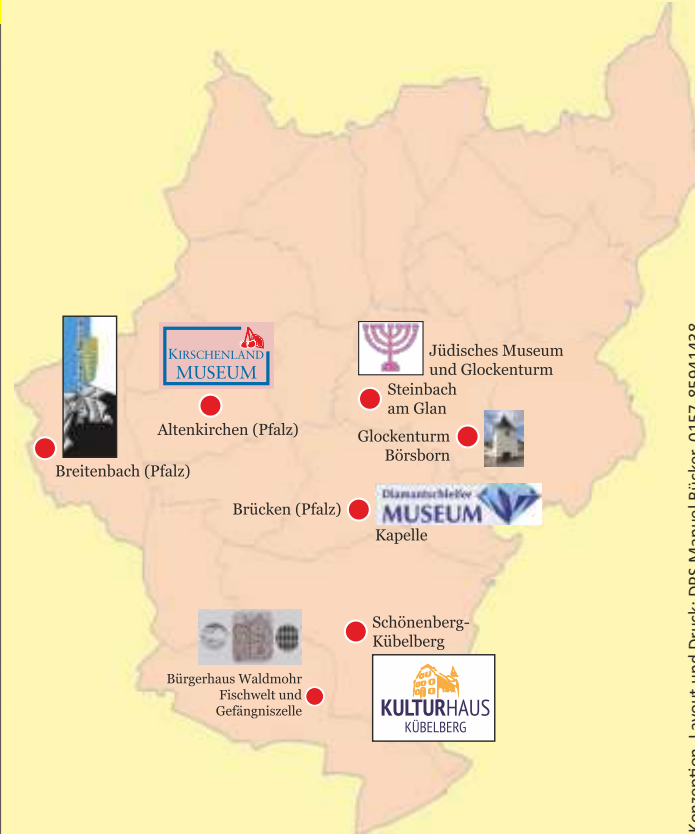 KIRSCHENLAND
MUSEUM
Altenkirchen (Pfalz)
Breitenbach (Pfalz)
Jüdisches Museum
und Glockenturm
Steinbach
am Glan
Glockenturm
Börsborn
Brücken (Pfalz)
Diamantschleifer
MUSEUM
Kapelle
Schönenberg-
Kübelberg
KULTURHAUS
KÜBELBERG
Bürgerhaus Waldmohr
Fischwelt und
Gefängniszelle
Konzeption, Layout und Druck: DPS Manuel Bücker, 0157-85041438